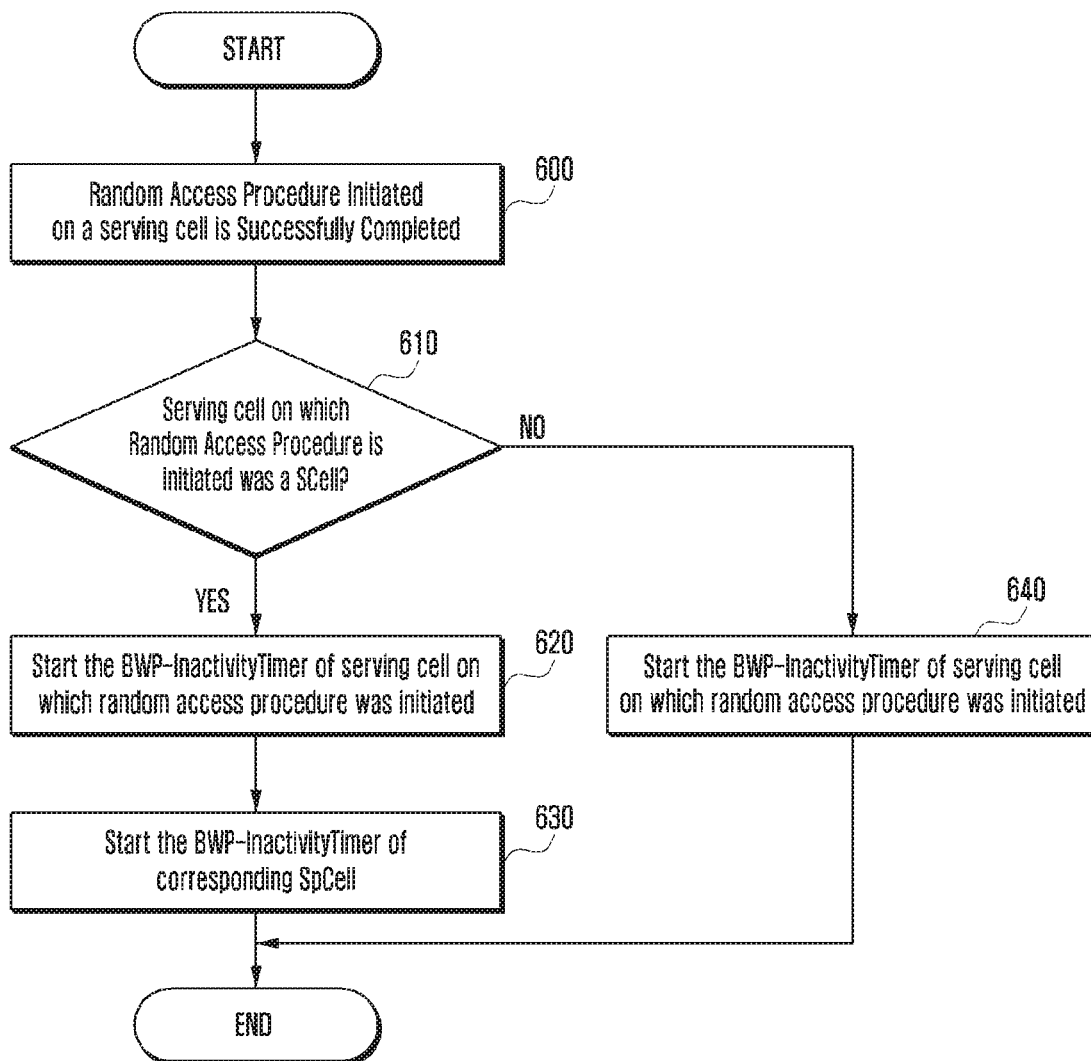 START
600
Random Access Procedure Initiated
on a serving cell is Successfully Completed
610
Serving cell on which
Random Access Procedure is
initiated was a SCell?
NO
YES
620
Start the BWP-InactivityTimer of serving cell on
which random access procedure was initiated
640
Start the BWP-InactivityTimer of serving cell
on which random access procedure was initiated
630
Start the BWP-InactivityTimer of
corresponding SpCell
END